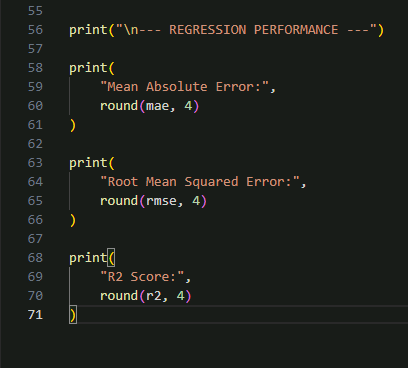 55
56 print("\n--- REGRESSION PERFORMANCE ---")
57
58 print(
59     "Mean Absolute Error:",
60     round(mae, 4)
61 )
62
63 print(
64     "Root Mean Squared Error:",
65     round(rmse, 4)
66 )
67
68 print(
69     "R2 Score:",
70     round(r2, 4)
71 )